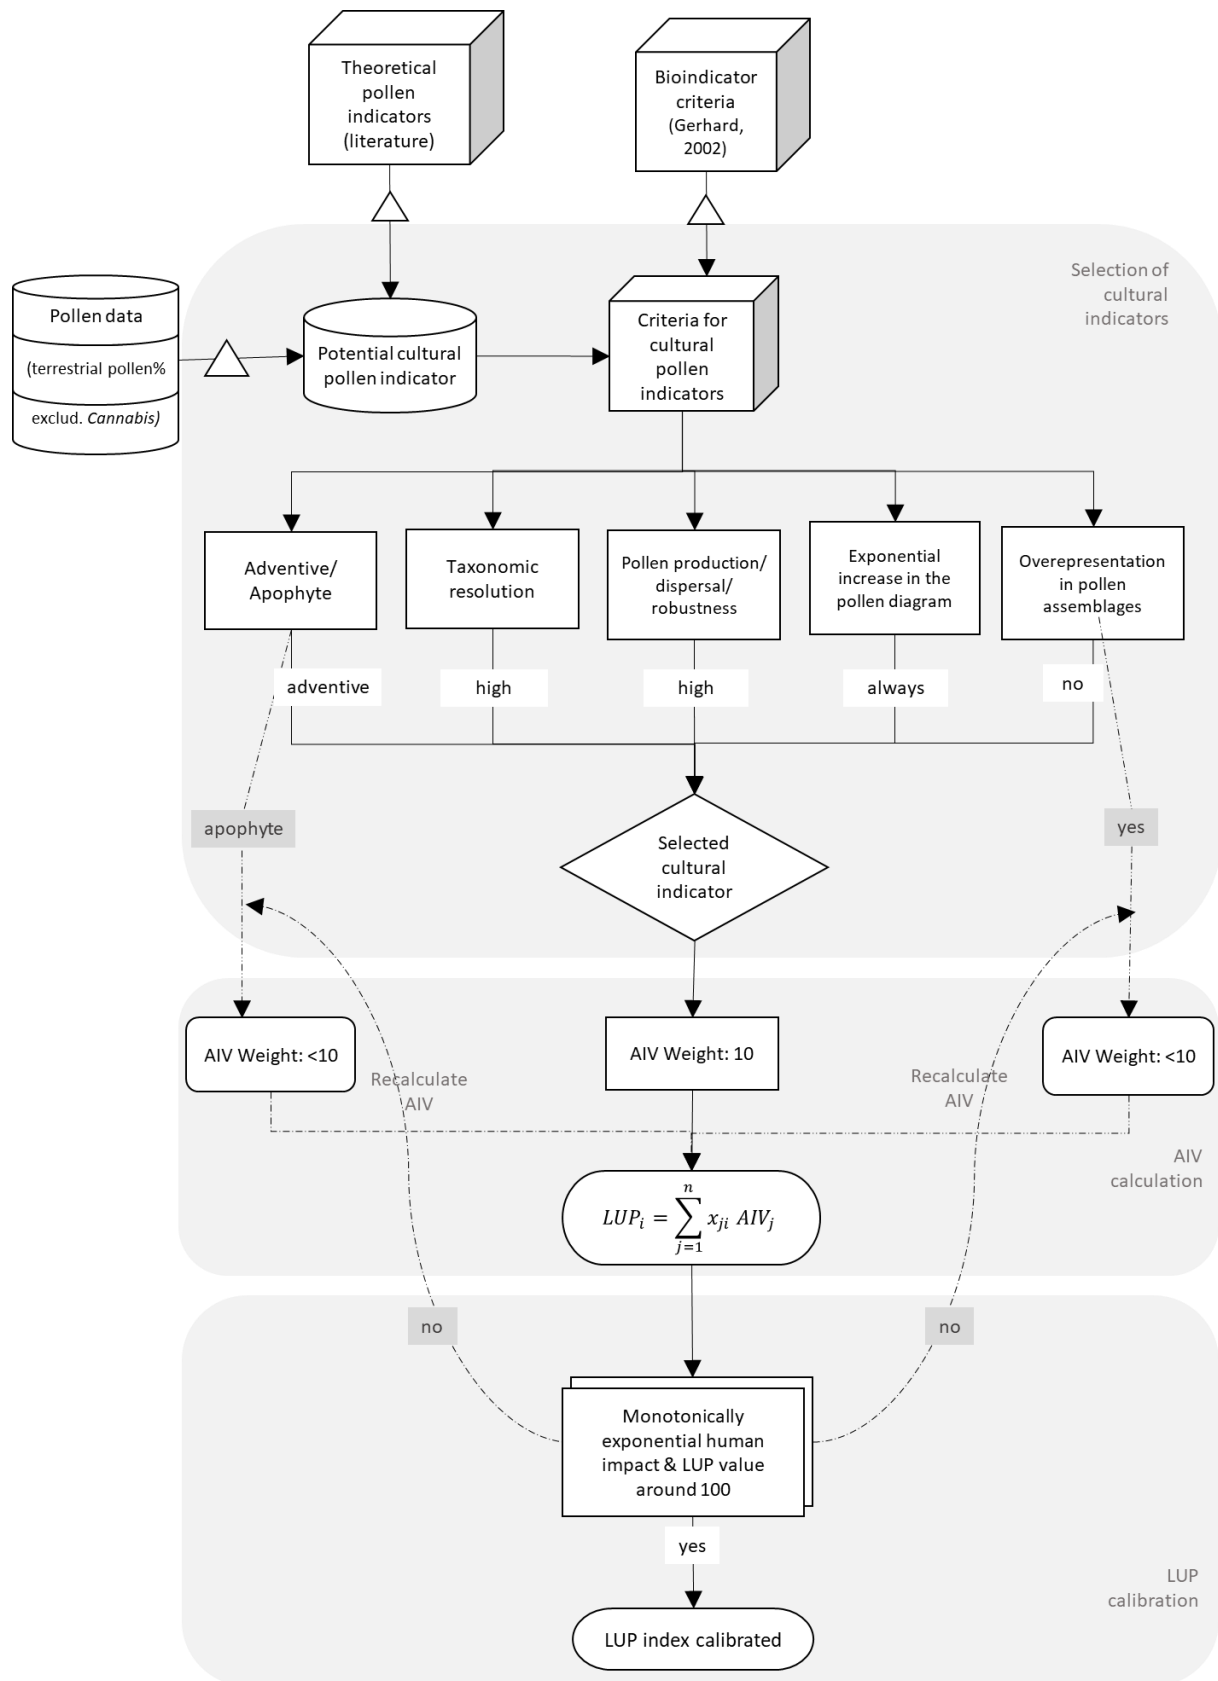 Theoretical
pollen
indicators
(literature)
Bioindicator
criteria
(Gerhard,
2002)
Selection of
cultural
indicators
Pollen data
(terrestrial pollen%
exclud. Cannabis)
Potential cultural
pollen indicator
Criteria for
cultural
pollen
indicators
Adventive/
Apophyte
Taxonomic
resolution
Pollen production/
dispersal/
robustness
Exponential
increase in the
pollen diagram
Overepresentation
in pollen
assemblages
adventive
high
high
always
no
apophyte
yes
Selected
cultural
indicator
AIV Weight: <10
AIV Weight: 10
AIV Weight: <10
Recalculate
AIV
Recalculate
AIV
AIV
calculation
LUP_i = \sum_{j=1}^{n} x_{ji} AIV_j
no
no
Monotonically
exponential human
impact & LUP value
around 100
yes
LUP
calibration
LUP index calibrated